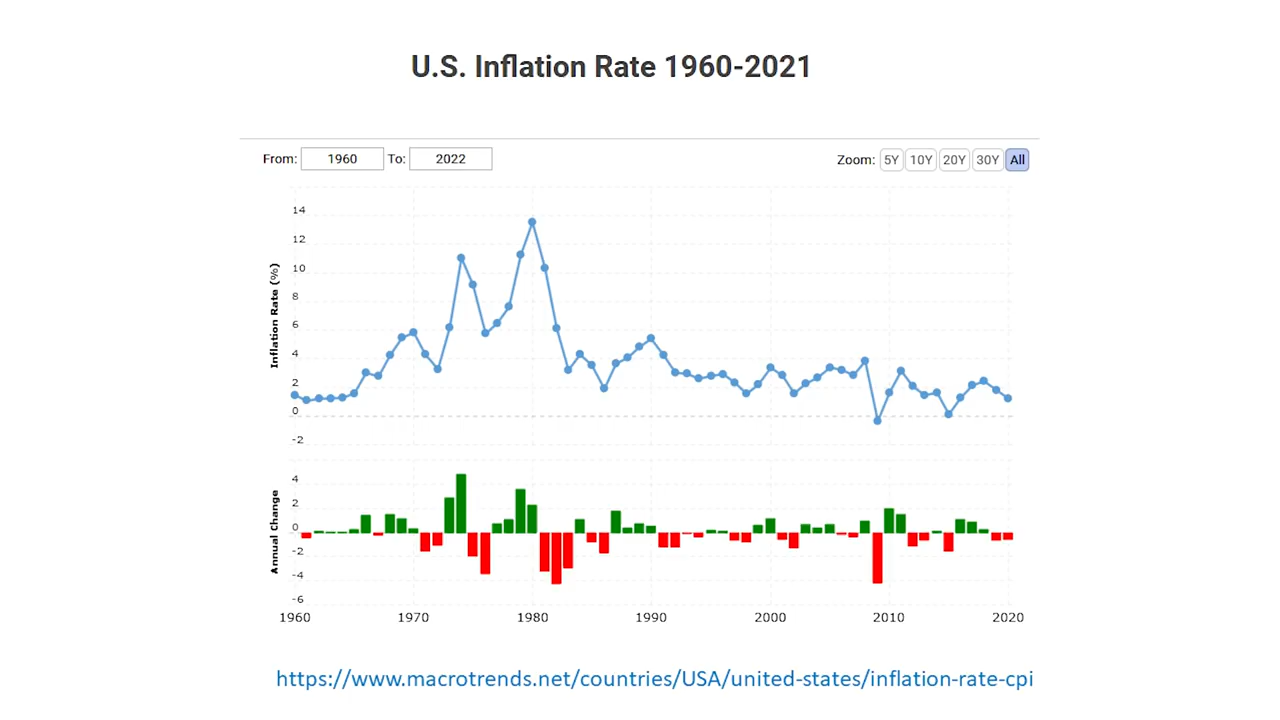 U.S. Inflation Rate 1960-2021
From: 1960 To: 2022 Zoom: 5Y 10Y 20Y 30Y All
14
12
10
8
6
4
2
0
-2
Inflation Rate (%)
4
2
0
-2
-4
-6
Annual Change
1960 1970 1980 1990 2000 2010 2020
https://www.macrotrends.net/countries/USA/united-states/inflation-rate-cpi